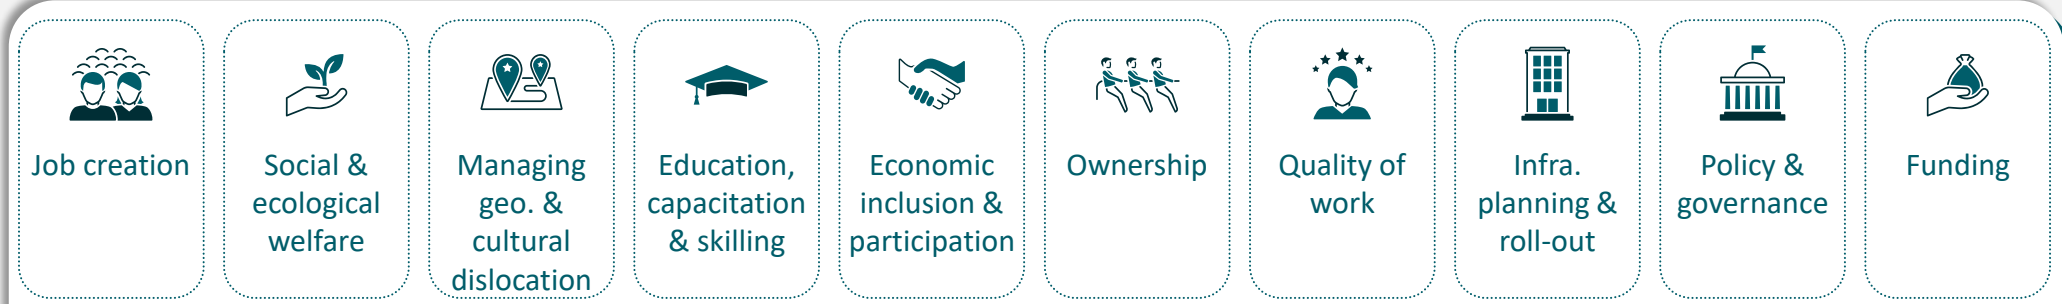 Job creation
Social &
ecological
welfare
Managing
geo. &
cultural
dislocation
Education,
capacitation
& skilling
Economic
inclusion &
participation
Ownership
Quality of
work
Infra.
planning &
roll-out
Policy &
governance
Funding